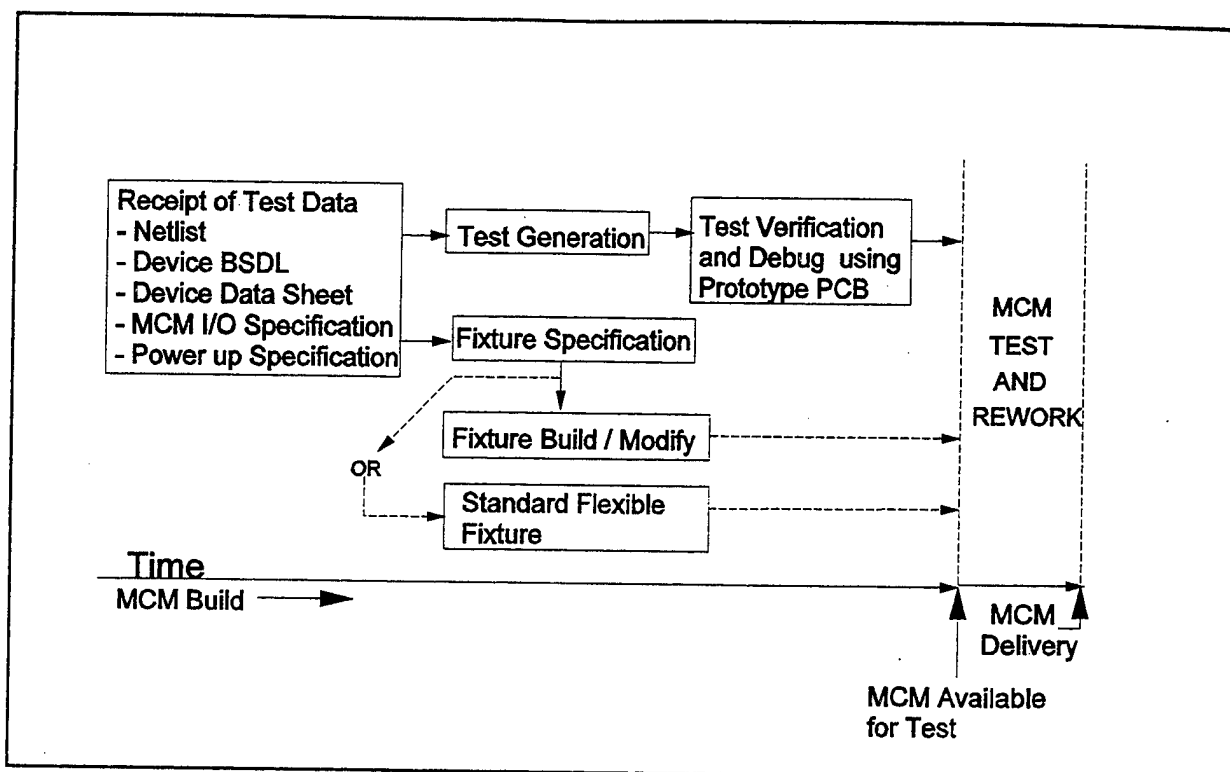 Receipt of Test Data
- Netlist
- Device BSDL
- Device Data Sheet
- MCM I/O Specification
- Power up Specification
Test Generation
Test Verification
and Debug using
Prototype PCB
Fixture Specification
Fixture Build / Modify
OR
Standard Flexible
Fixture
MCM
TEST
AND
REWORK
Time
MCM Build
MCM
Delivery
MCM Available
for Test